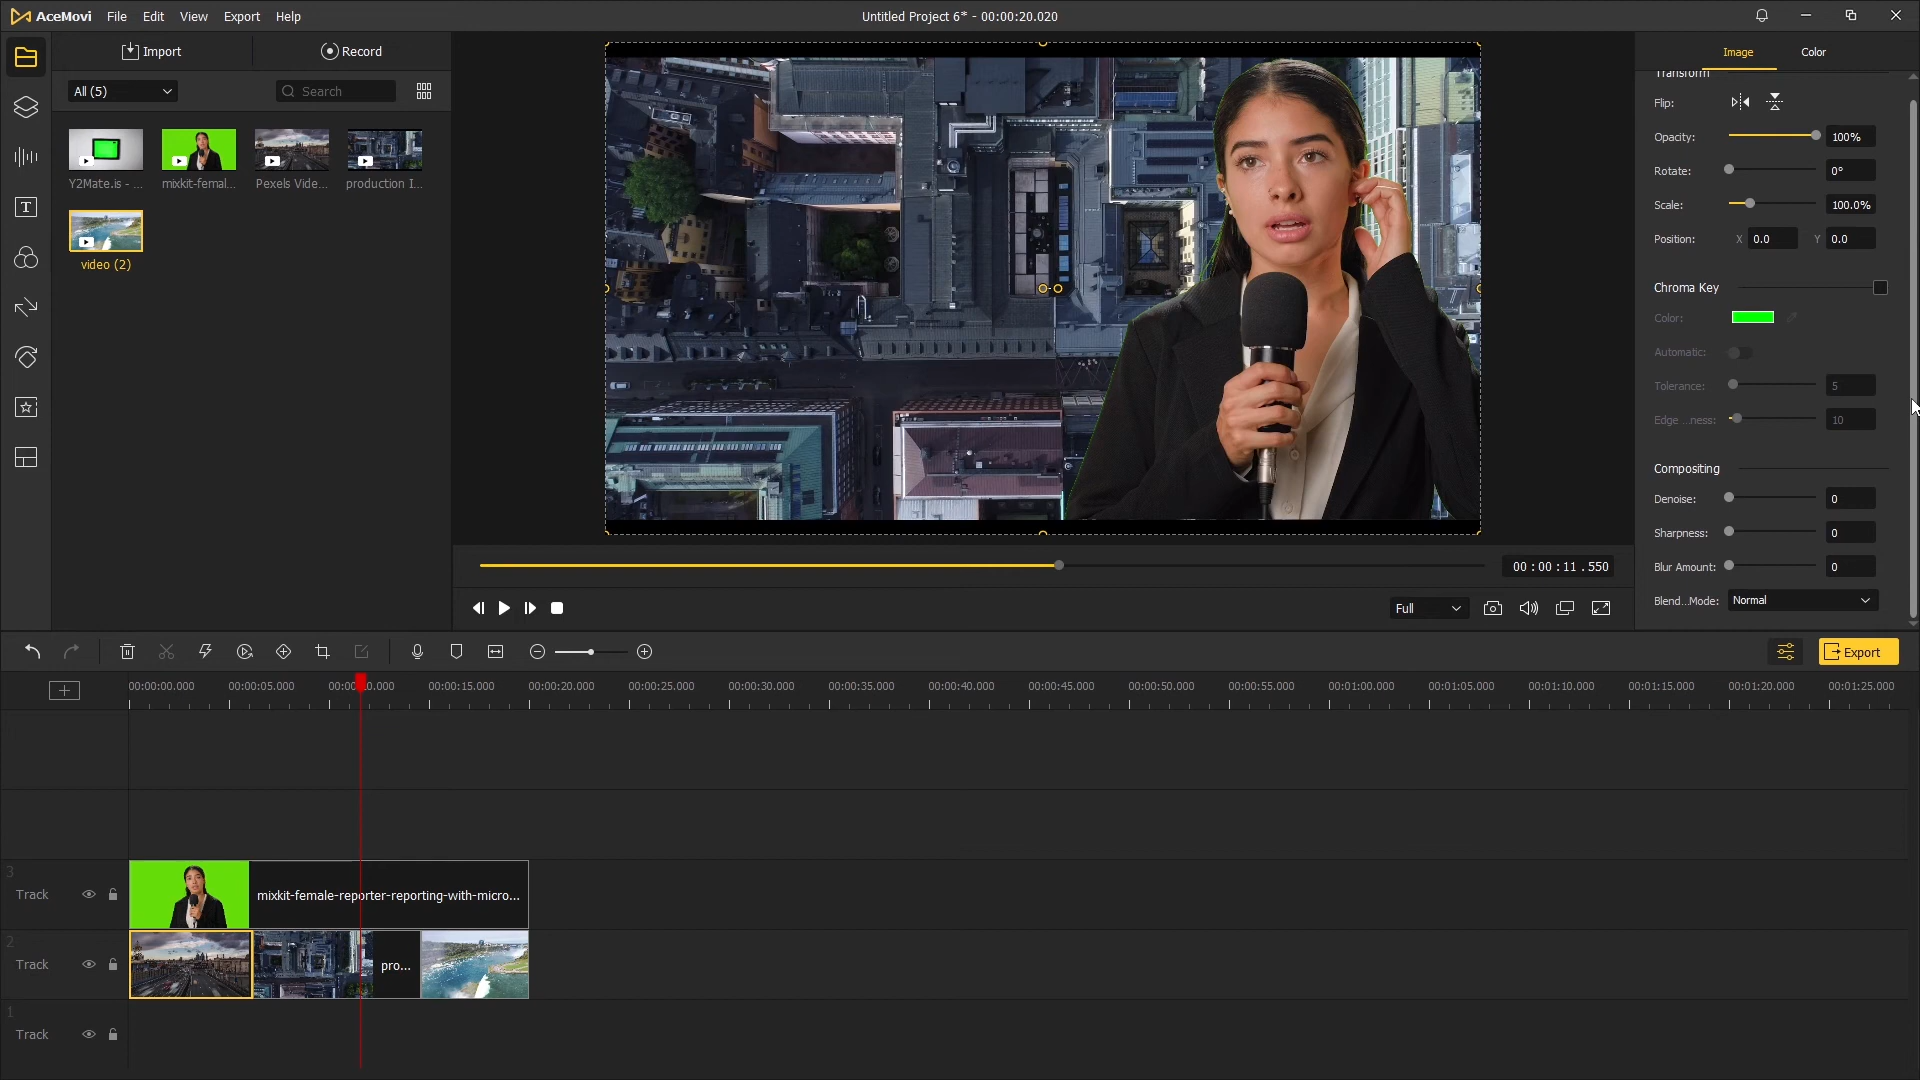 AceMovi File Edit View Export Help
Untitled Project 6* - 00:00:20.020
Import
Record
Image
Color
All (5)
Search
Transform
Flip:
Opacity: 100%
Rotate: 0°
Scale: 100.0%
Position: X 0.0 Y 0.0
Chroma Key
Color:
Automatic:
Tolerance: 5
Edge ...ness: 10
Compositing
Denoise: 0
Sharpness: 0
Blur Amount: 0
Blend...Mode: Normal
Y2Mate.is - ...
mixkit-femal...
Pexels Vide...
production I...
video (2)
00 : 00 : 11 . 550
Full
Export
00:00:00.000 00:00:05.000 00:00:10.000 00:00:15.000 00:00:20.000 00:00:25.000 00:00:30.000 00:00:35.000 00:00:40.000 00:00:45.000 00:00:50.000 00:00:55.000 00:01:00.000 00:01:05.000 00:01:10.000 00:01:15.000 00:01:20.000 00:01:25.000
3
Track
mixkit-female-reporter-reporting-with-micro...
2
Track
pro...
1
Track